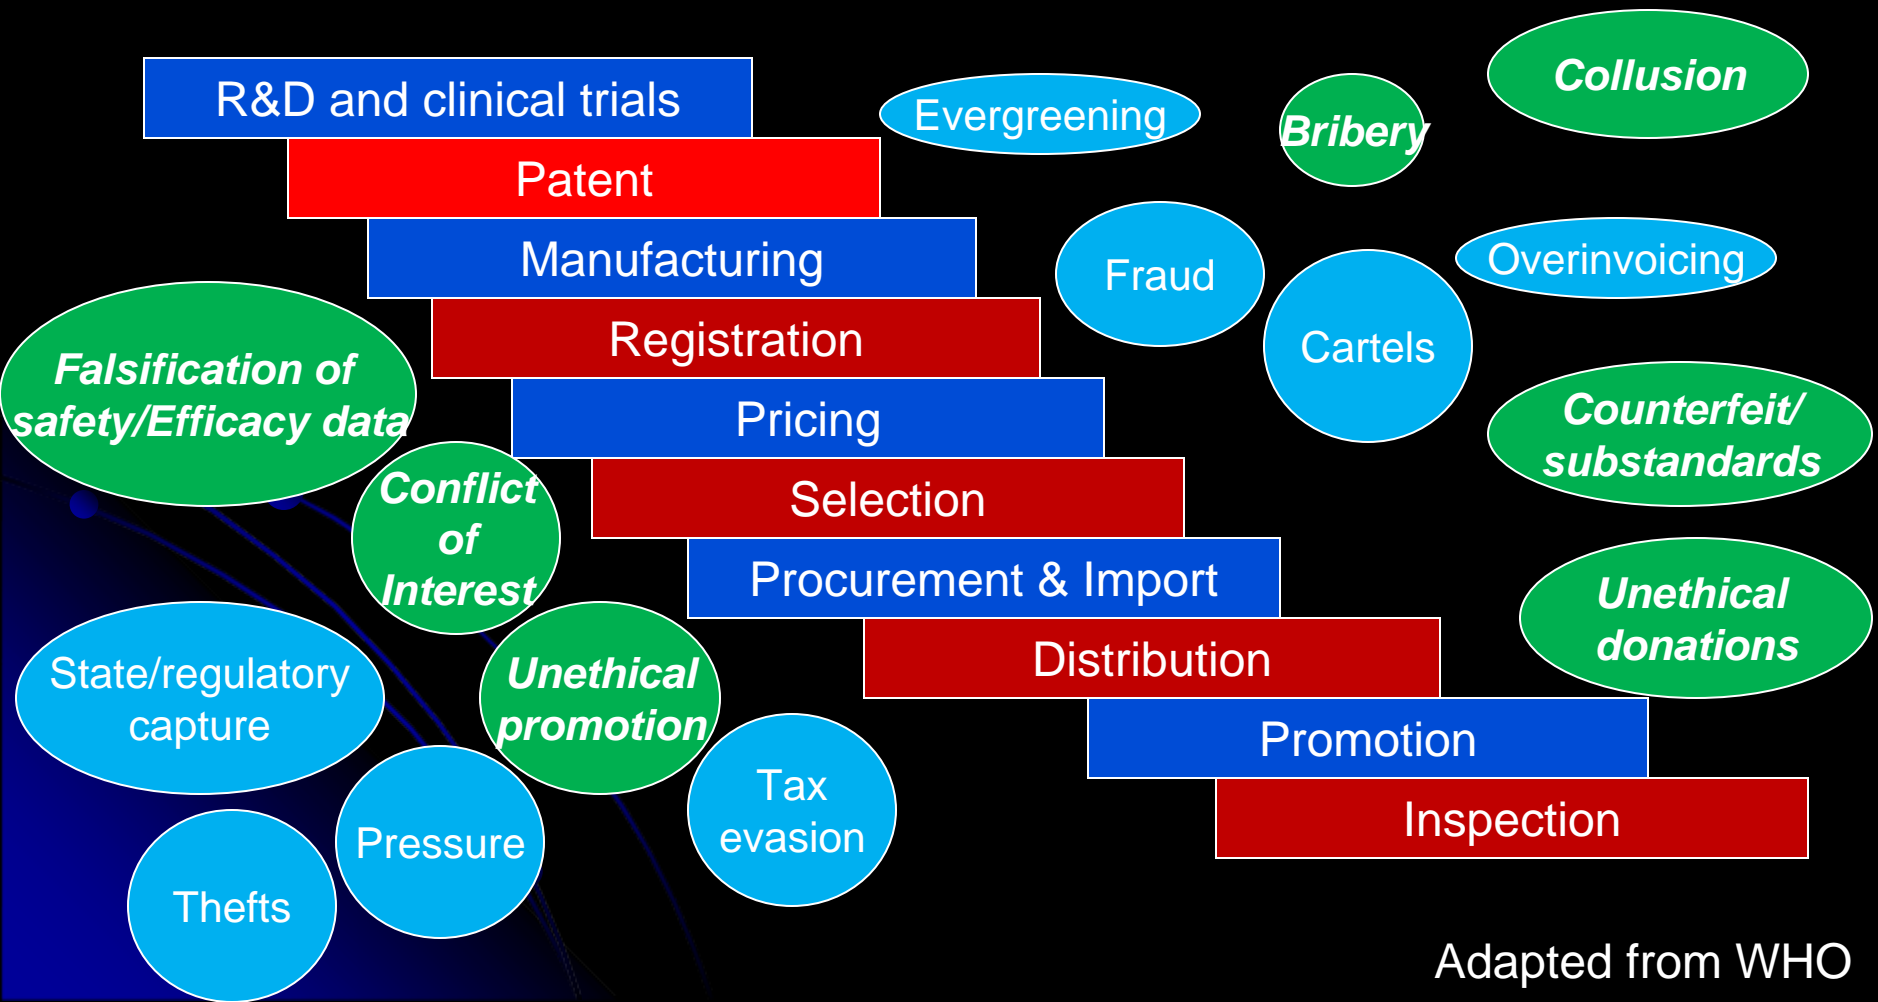 R&D and clinical trials
Patent
Manufacturing
Registration
Pricing
Selection
Procurement & Import
Distribution
Promotion
Inspection
Evergreening
Bribery
Collusion
Fraud
Cartels
Overinvoicing
Counterfeit/
substandards
Unethical
donations
Falsification of
safety/Efficacy data
Conflict
of
Interest
State/regulatory
capture
Unethical
promotion
Pressure
Tax
evasion
Thefts
Adapted from WHO